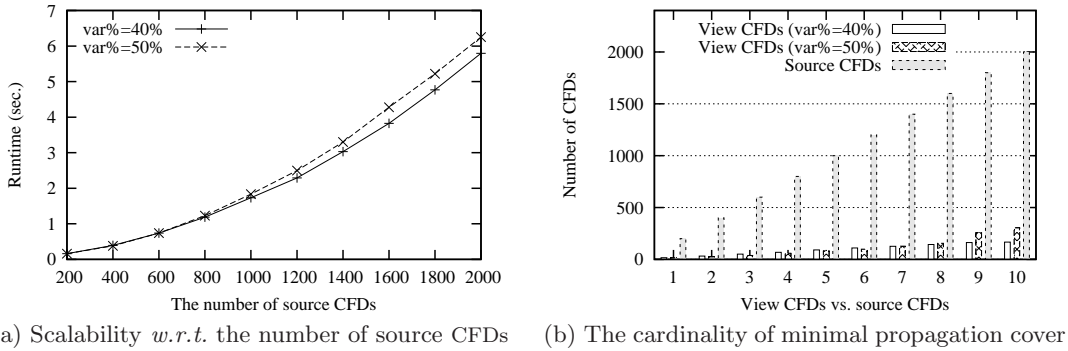 7
6
5
4
3
2
1
0
Runtime (sec.)
var%=40%
var%=50%
200 400 600 800 1000 1200 1400 1600 1800 2000
The number of source CFDs
a) Scalability w.r.t. the number of source CFDs
2000
1500
1000
500
0
Number of CFDs
View CFDs (var%=40%)
View CFDs (var%=50%)
Source CFDs
1 2 3 4 5 6 7 8 9 10
View CFDs vs. source CFDs
(b) The cardinality of minimal propagation cover